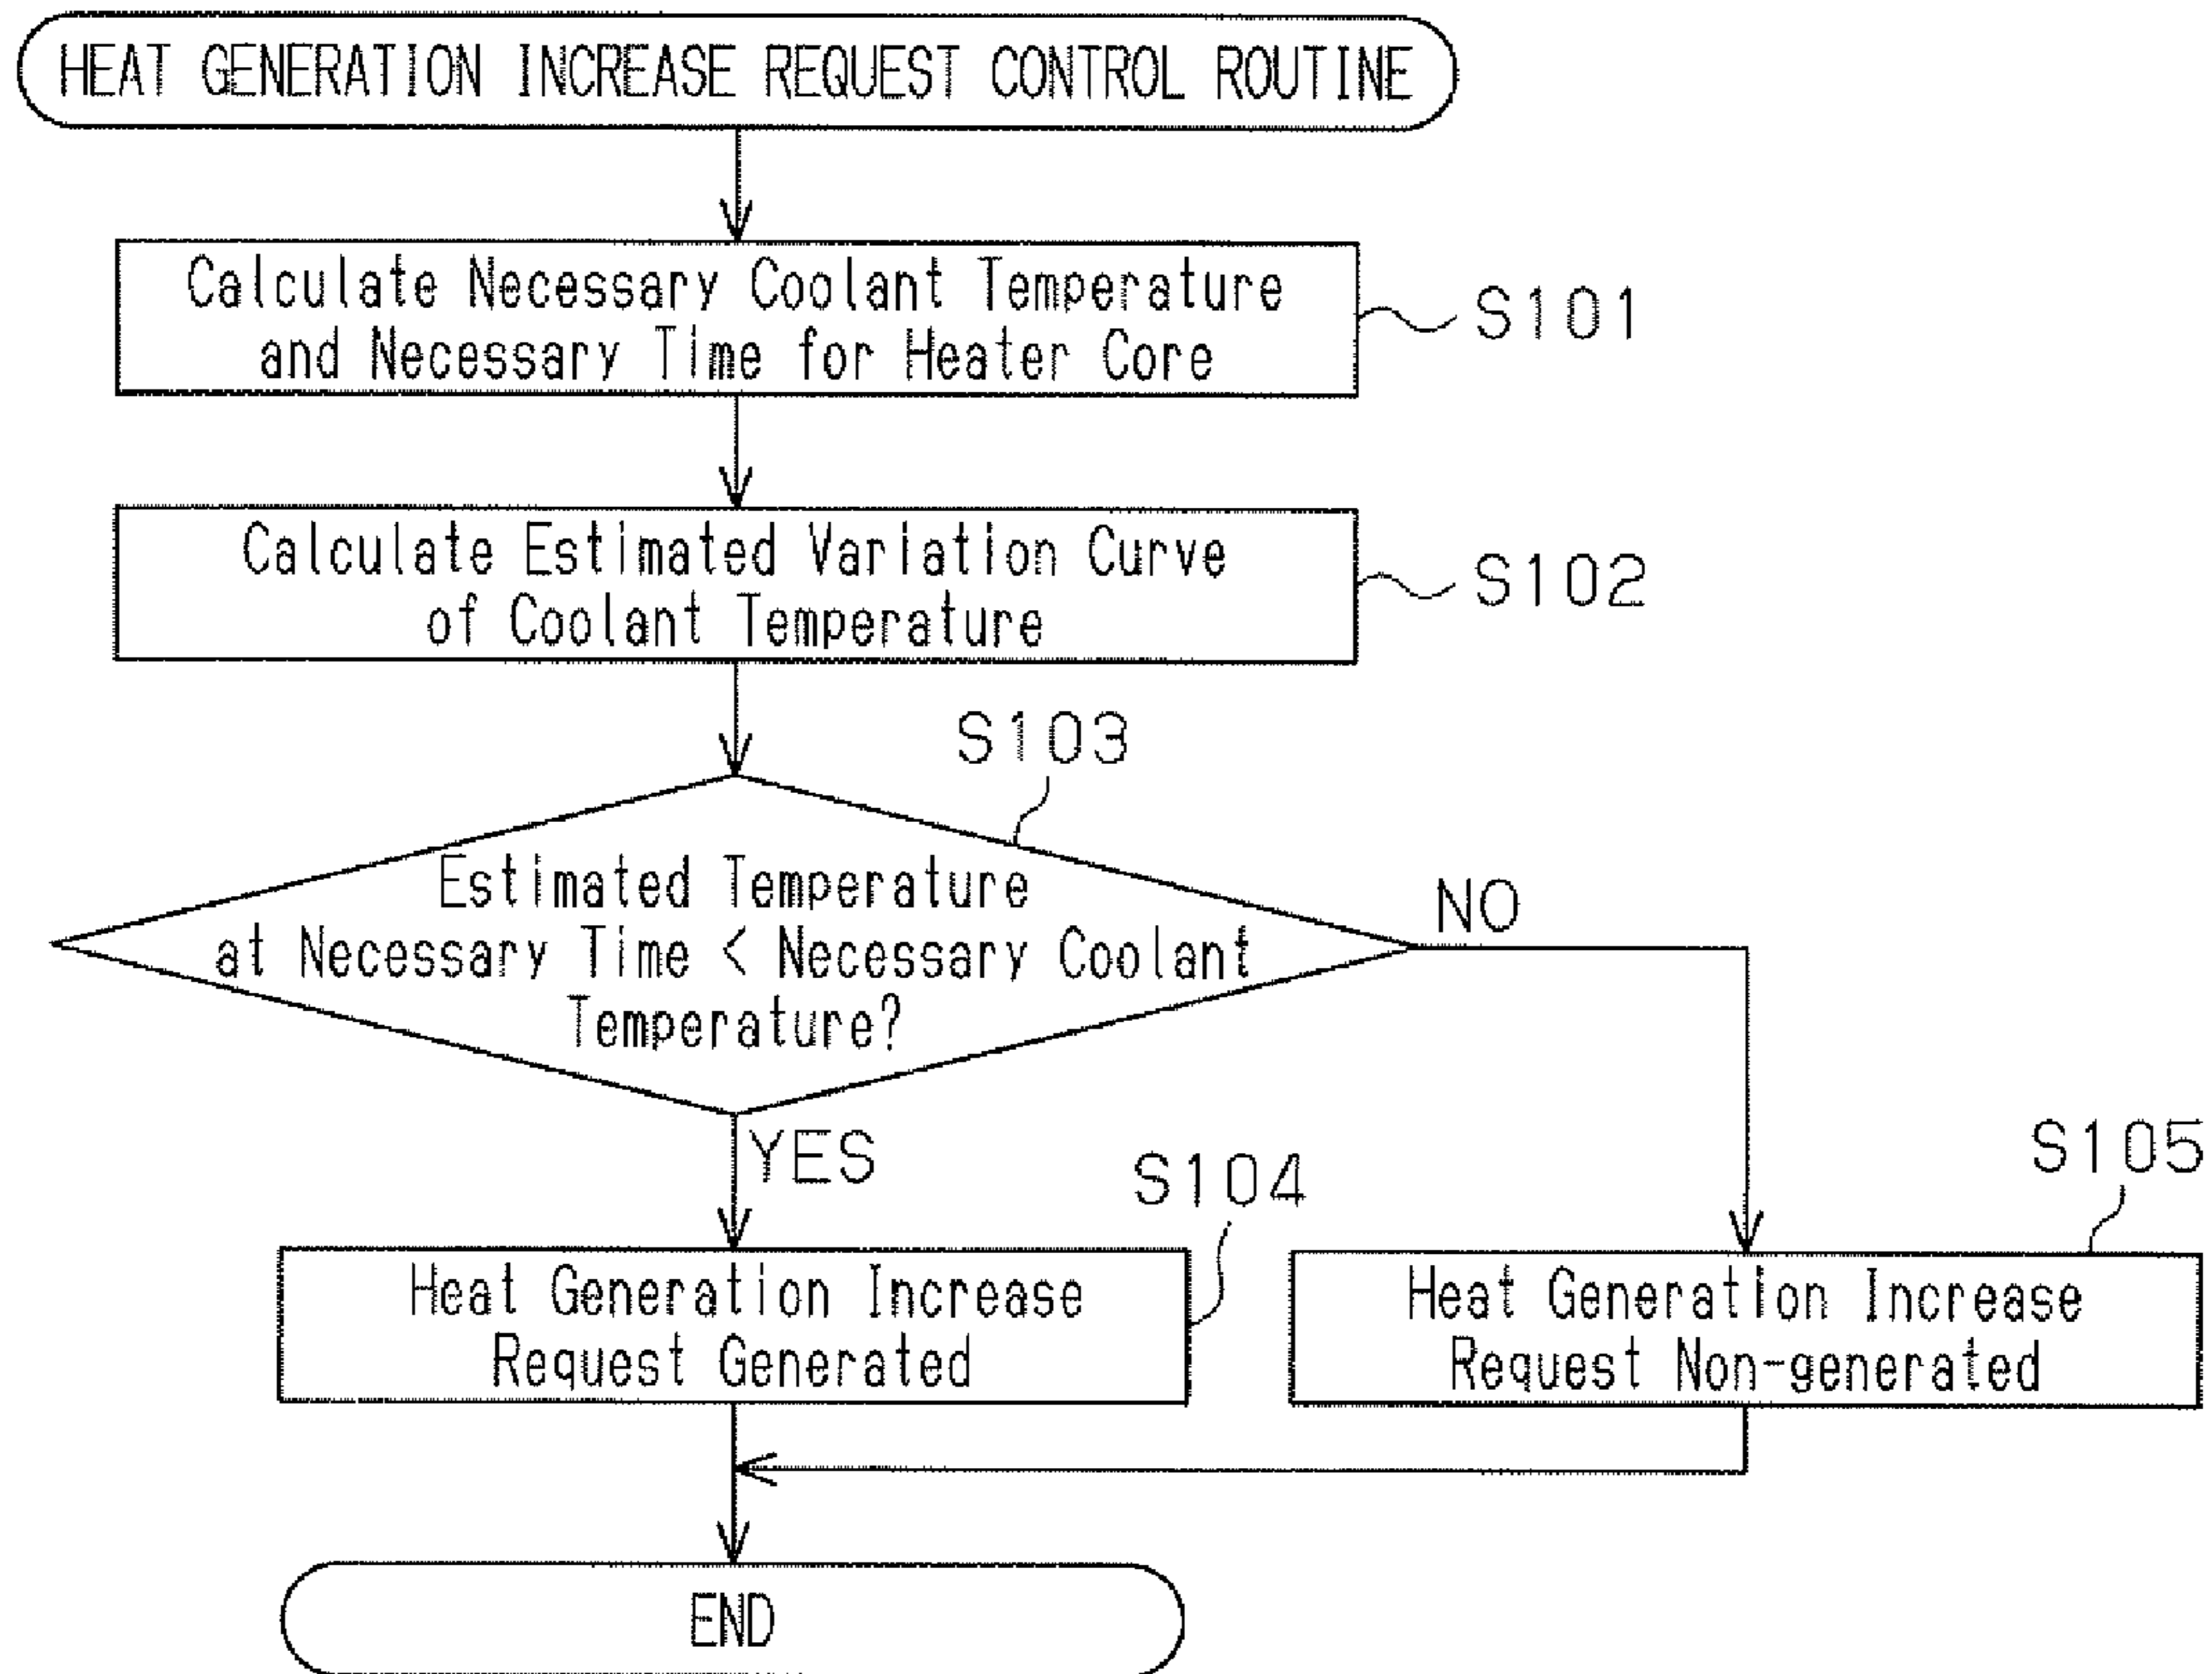 HEAT GENERATION INCREASE REQUEST CONTROL ROUTINE
Calculate Necessary Coolant Temperature
and Necessary Time for Heater Core
S101
Calculate Estimated Variation Curve
of Coolant Temperature
S102
S103
Estimated Temperature
at Necessary Time < Necessary Coolant
Temperature?
NO
YES
S104
S105
Heat Generation Increase
Request Generated
Heat Generation Increase
Request Non-generated
END